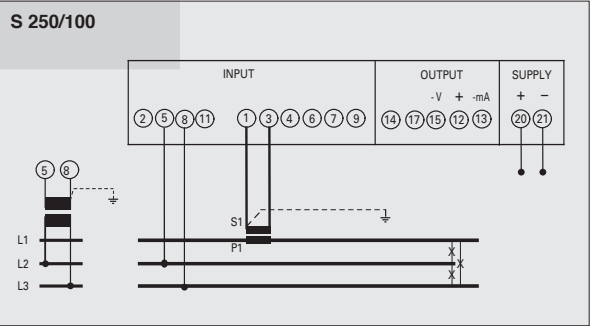 S 250/100
INPUT OUTPUT SUPPLY
- V + -mA + −
2 5 8 11 1 3 4 6 7 9 14 17 15 12 13 20 21
5 8
S1
L1 P1
L2 X X
L3 X